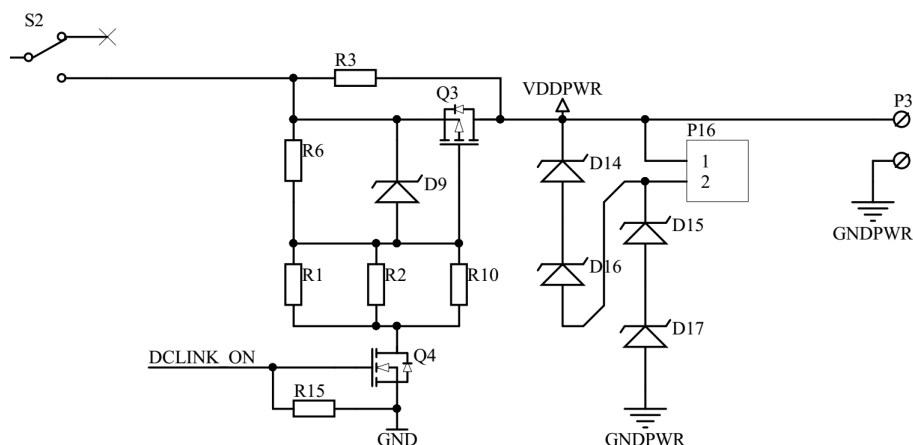 S2
R3
Q3
VDDPWR
P3
P16
R6
D9
D14
1
2
D15
GNDPWR
R1
R2
R10
D16
D17
DCLINK_ON
Q4
R15
GND
GNDPWR